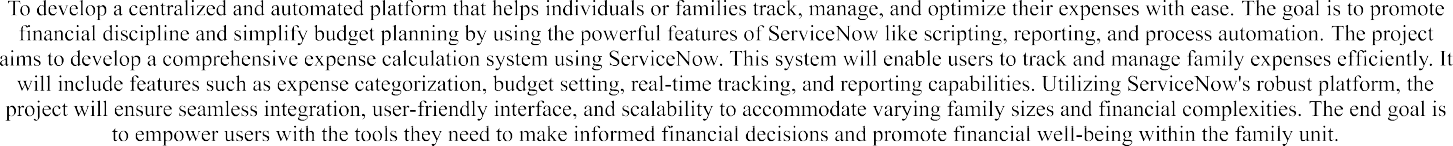 To develop a centralized and automated platform that helps individuals or families track, manage, and optimize their expenses with ease. The goal is to promote
financial discipline and simplify budget planning by using the powerful features of ServiceNow like scripting, reporting, and process automation. The project
aims to develop a comprehensive expense calculation system using ServiceNow. This system will enable users to track and manage family expenses efficiently. It
will include features such as expense categorization, budget setting, real-time tracking, and reporting capabilities. Utilizing ServiceNow's robust platform, the
project will ensure seamless integration, user-friendly interface, and scalability to accommodate varying family sizes and financial complexities. The end goal is
to empower users with the tools they need to make informed financial decisions and promote financial well-being within the family unit.